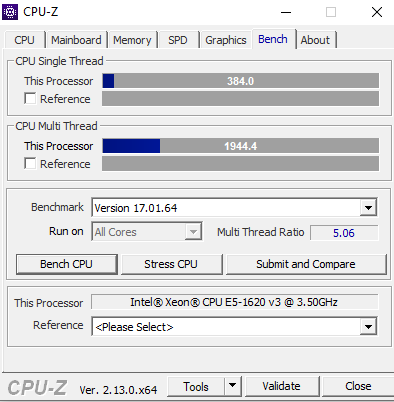 CPU-Z
CPU Mainboard Memory SPD Graphics Bench About
CPU Single Thread
This Processor 384.0
Reference
CPU Multi Thread
This Processor 1944.4
Reference
Benchmark Version 17.01.64
Run on All Cores Multi Thread Ratio 5.06
Bench CPU Stress CPU Submit and Compare
This Processor Intel® Xeon® CPU E5-1620 v3 @ 3.50GHz
Reference <Please Select>
CPU-Z Ver. 2.13.0.x64 Tools Validate Close